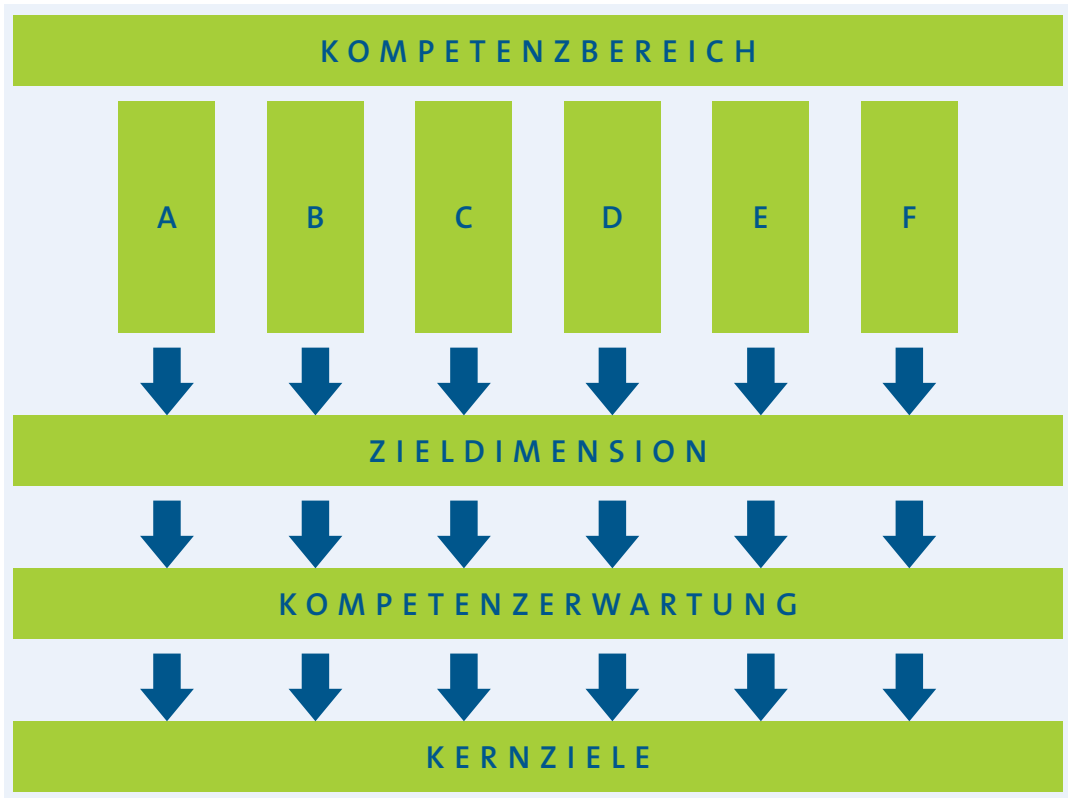 KOMPETENZBEREICH
A B C D E F
ZIELDIMENSION
KOMPETENZERWARTUNG
KERNZIELE